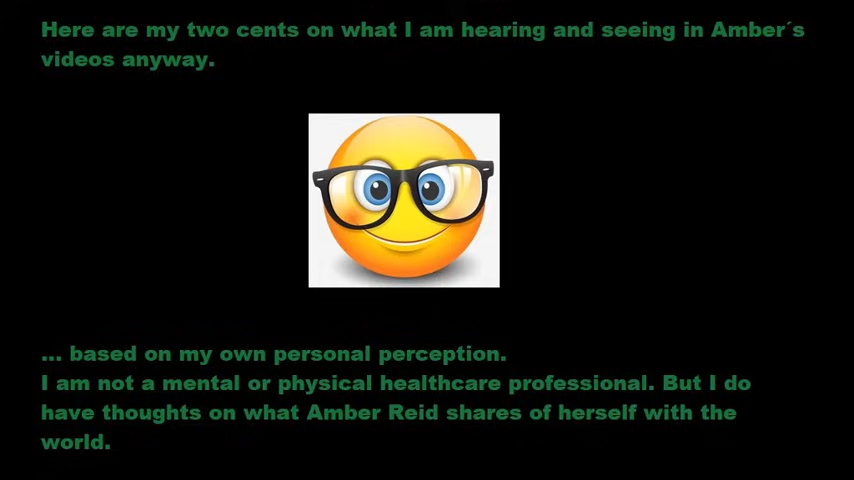 Here are my two cents on what I am hearing and seeing in Amber´s
videos anyway.
... based on my own personal perception.
I am not a mental or physical healthcare professional. But I do
have thoughts on what Amber Reid shares of herself with the
world.